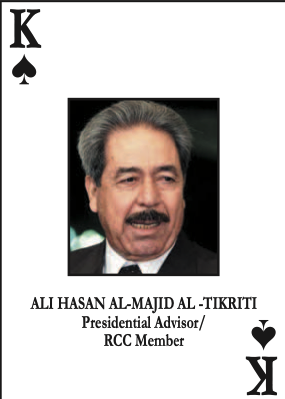 K
ALI HASAN AL-MAJID AL -TIKRITI
Presidential Advisor/
RCC Member
K